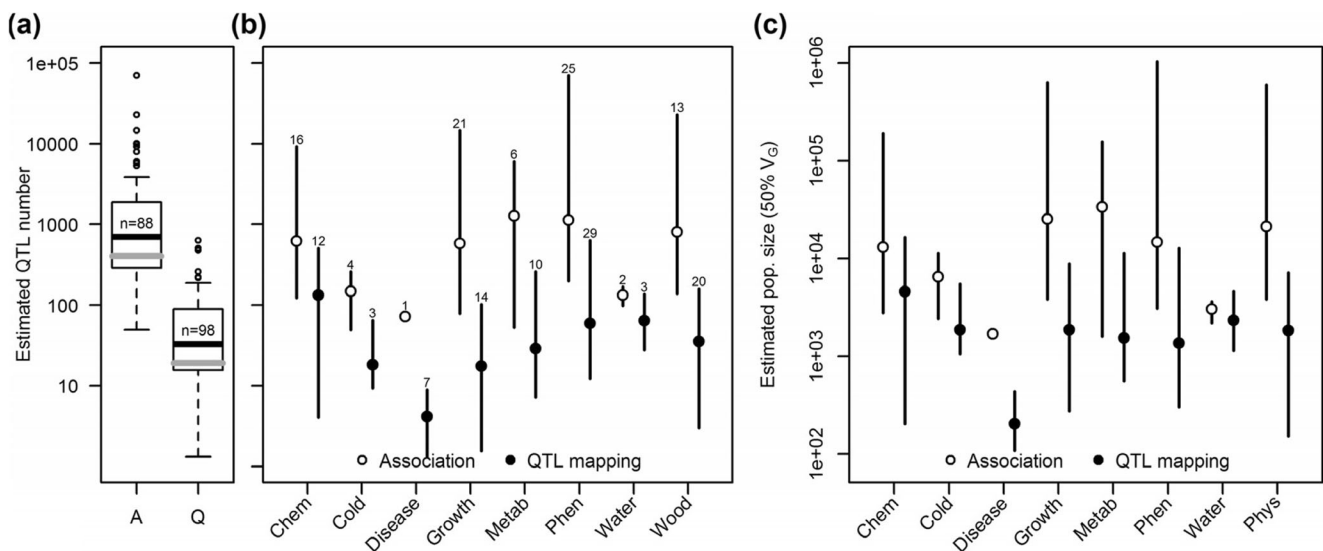 (a)
Estimated QTL number
1e+05
10000
1000
100
10
n=88
n=98
A
Q
(b)
16
12
4
3
1
7
21
14
6
10
25
29
2
3
13
20
Association
QTL mapping
Chem
Cold
Disease
Growth
Metab
Phen
Water
Wood
(c)
Estimated pop. size (50% VG)
1e+06
1e+05
1e+04
1e+03
1e+02
Association
QTL mapping
Chem
Cold
Disease
Growth
Metab
Phen
Water
Phys